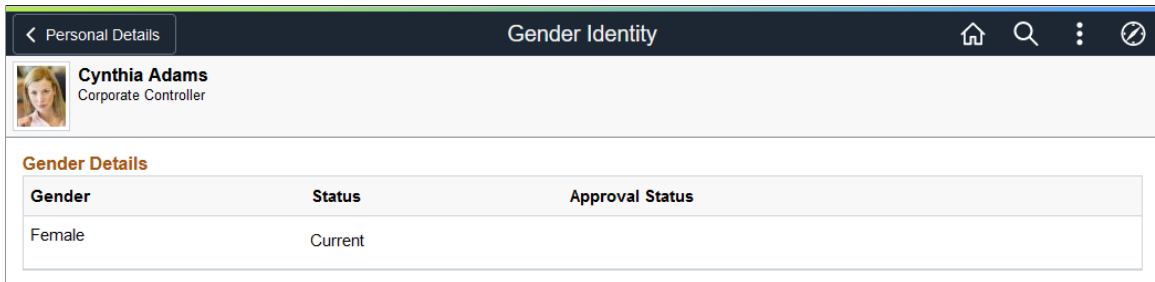 Personal Details
Gender Identity
Cynthia Adams
Corporate Controller
Gender Details
Gender Status Approval Status
Female Current